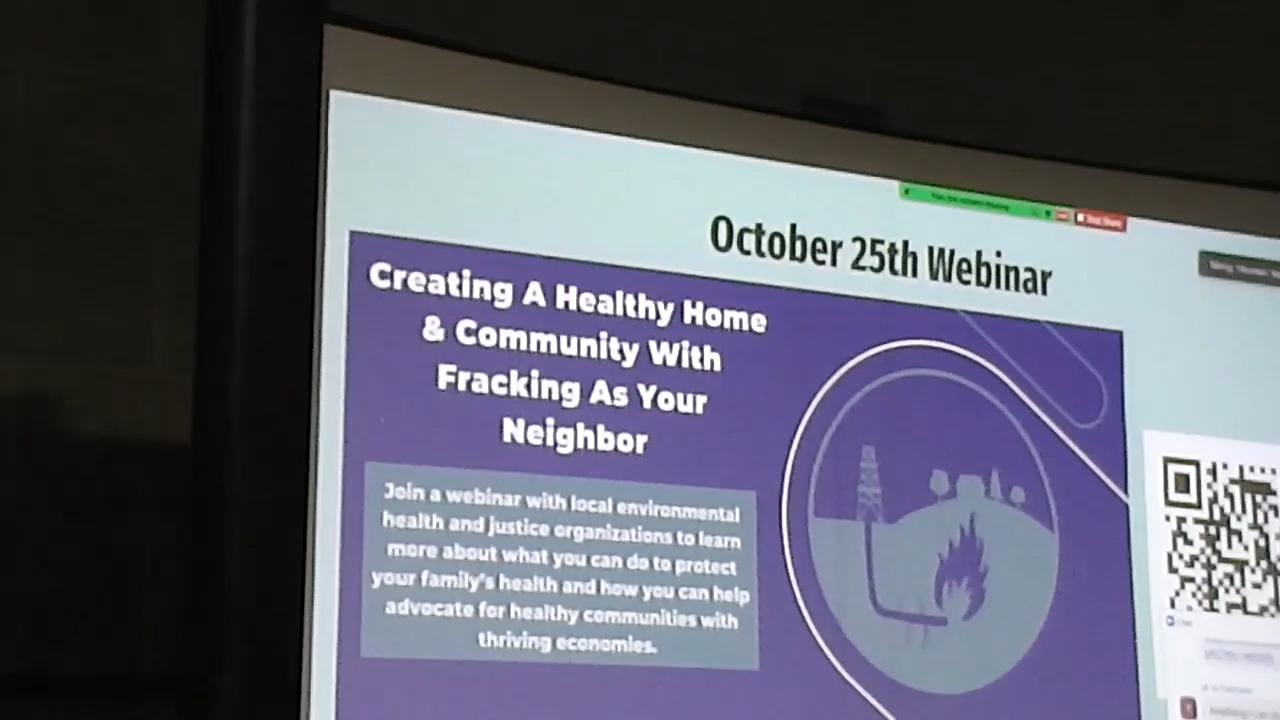 October 25th Webinar
Creating A Healthy Home
& Community With
Fracking As Your
Neighbor
Join a webinar with local environmental
health and justice organizations to learn
more about what you can do to protect
your family's health and how you can help
advocate for healthy communities with
thriving economies.